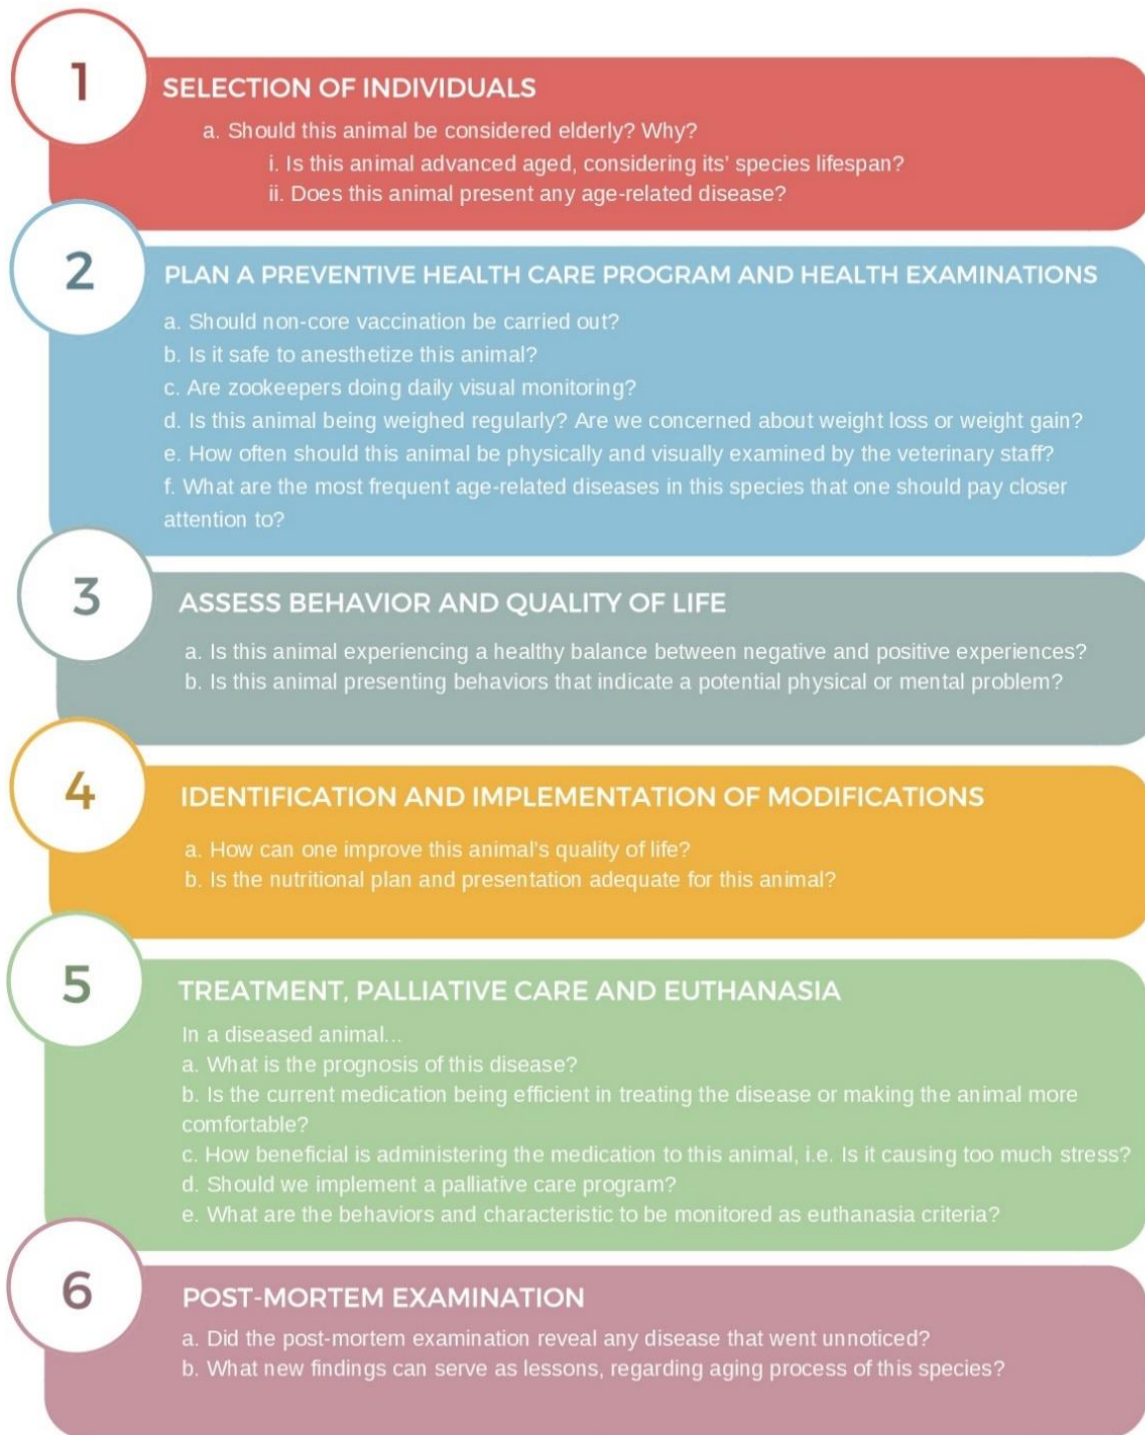 1
SELECTION OF INDIVIDUALS
a. Should this animal be considered elderly? Why?
i. Is this animal advanced aged, considering its' species lifespan?
ii. Does this animal present any age-related disease?
2
PLAN A PREVENTIVE HEALTH CARE PROGRAM AND HEALTH EXAMINATIONS
a. Should non-core vaccination be carried out?
b. Is it safe to anesthetize this animal?
c. Are zookeepers doing daily visual monitoring?
d. Is this animal being weighed regularly? Are we concerned about weight loss or weight gain?
e. How often should this animal be physically and visually examined by the veterinary staff?
f. What are the most frequent age-related diseases in this species that one should pay closer
attention to?
3
ASSESS BEHAVIOR AND QUALITY OF LIFE
a. Is this animal experiencing a healthy balance between negative and positive experiences?
b. Is this animal presenting behaviors that indicate a potential physical or mental problem?
4
IDENTIFICATION AND IMPLEMENTATION OF MODIFICATIONS
a. How can one improve this animal's quality of life?
b. Is the nutritional plan and presentation adequate for this animal?
5
TREATMENT, PALLIATIVE CARE AND EUTHANASIA
In a diseased animal...
a. What is the prognosis of this disease?
b. Is the current medication being efficient in treating the disease or making the animal more
comfortable?
c. How beneficial is administering the medication to this animal, i.e. Is it causing too much stress?
d. Should we implement a palliative care program?
e. What are the behaviors and characteristic to be monitored as euthanasia criteria?
6
POST-MORTEM EXAMINATION
a. Did the post-mortem examination reveal any disease that went unnoticed?
b. What new findings can serve as lessons, regarding aging process of this species?